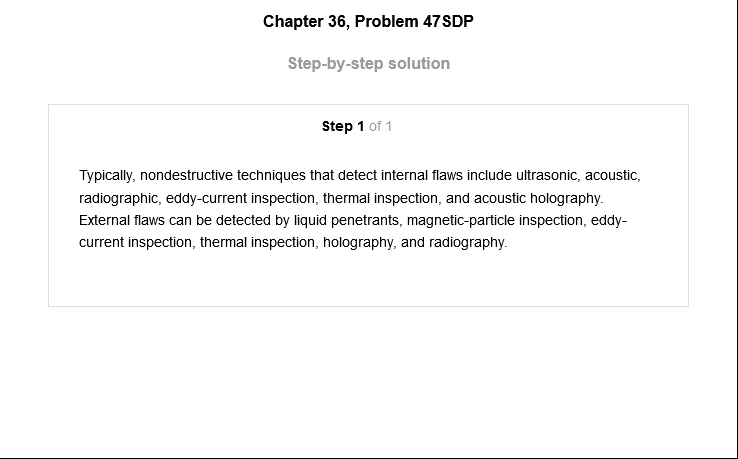 Chapter 36, Problem 47SDP
Step-by-step solution
Step 1 of 1
Typically, nondestructive techniques that detect internal flaws include ultrasonic, acoustic,
radiographic, eddy-current inspection, thermal inspection, and acoustic holography.
External flaws can be detected by liquid penetrants, magnetic-particle inspection, eddy-
current inspection, thermal inspection, holography, and radiography.